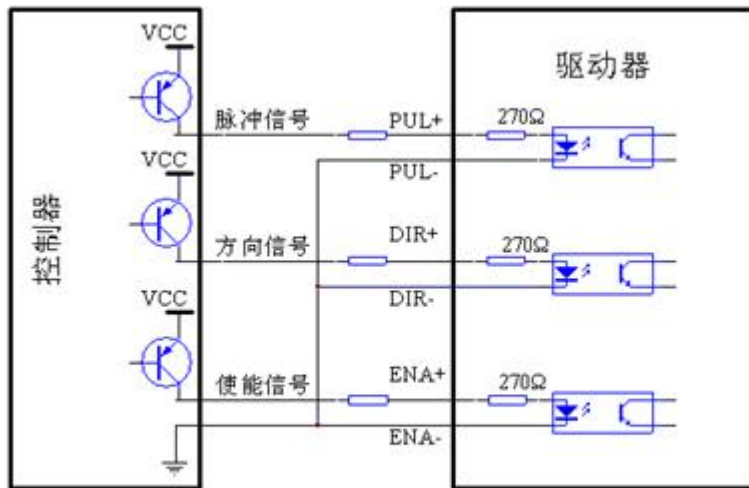 VCC
驱动器
脉冲信号
PUL+
270Ω
PUL-
VCC
控制器
方向信号
DIR+
270Ω
DIR-
VCC
使能信号
ENA+
270Ω
ENA-